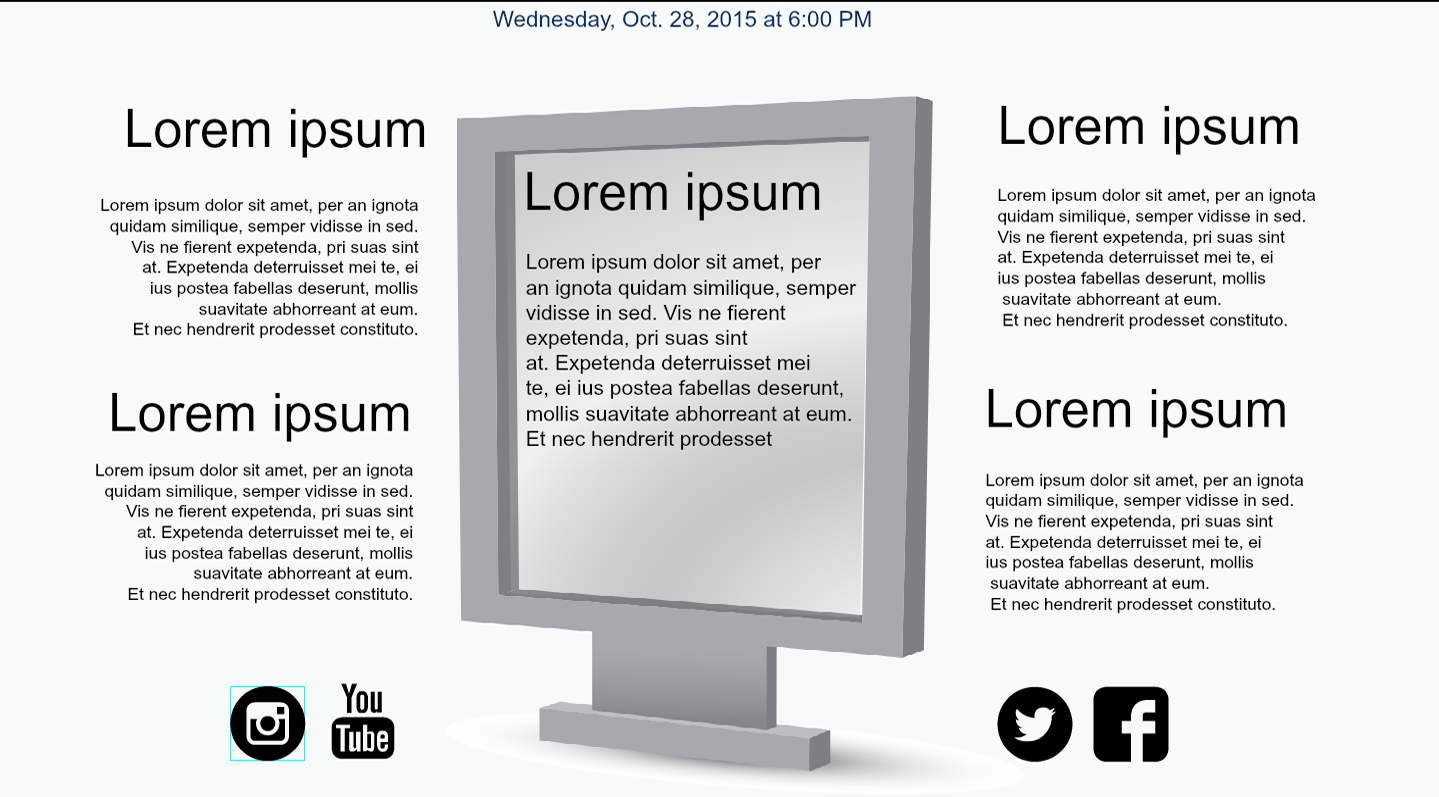 Wednesday, Oct. 28, 2015 at 6:00 PM
Lorem ipsum
Lorem ipsum dolor sit amet, per an ignota
quidam similique, semper vidisse in sed.
Vis ne fierent expetenda, pri suas sint
at. Expetenda deterruisset mei te, ei
ius postea fabellas deserunt, mollis
suavitate abhorreant at eum.
Et nec hendrerit prodesset constituto.
Lorem ipsum
Lorem ipsum dolor sit amet, per an ignota
quidam similique, semper vidisse in sed.
Vis ne fierent expetenda, pri suas sint
at. Expetenda deterruisset mei te, ei
ius postea fabellas deserunt, mollis
suavitate abhorreant at eum.
Et nec hendrerit prodesset constituto.
You
Tube
Lorem ipsum
Lorem ipsum dolor sit amet, per
an ignota quidam similique, semper
vidisse in sed. Vis ne fierent
expetenda, pri suas sint
at. Expetenda deterruisset mei
te, ei ius postea fabellas deserunt,
mollis suavitate abhorreant at eum.
Et nec hendrerit prodesset
Lorem ipsum
Lorem ipsum dolor sit amet, per an ignota
quidam similique, semper vidisse in sed.
Vis ne fierent expetenda, pri suas sint
at. Expetenda deterruisset mei te, ei
ius postea fabellas deserunt, mollis
suavitate abhorreant at eum.
Et nec hendrerit prodesset constituto.
Lorem ipsum
Lorem ipsum dolor sit amet, per an ignota
quidam similique, semper vidisse in sed.
Vis ne fierent expetenda, pri suas sint
at. Expetenda deterruisset mei te, ei
ius postea fabellas deserunt, mollis
suavitate abhorreant at eum.
Et nec hendrerit prodesset constituto.